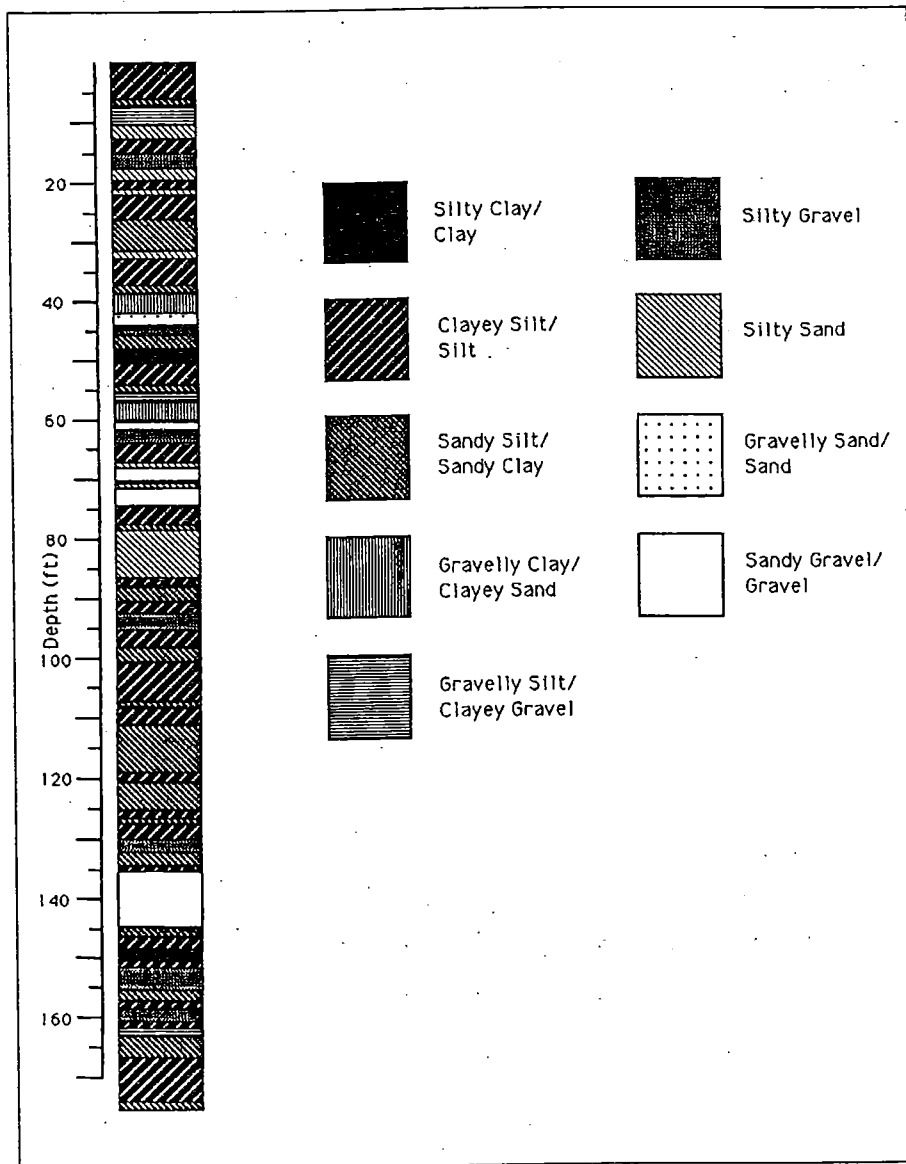 20
40
60
80
100
120
140
160
Depth (ft)
Silty Clay/
Clay
Clayey Silt/
Silt
Sandy Silt/
Sandy Clay
Gravelly Clay/
Clayey Sand
Gravelly Silt/
Clayey Gravel
Silty Gravel
Silty Sand
Gravelly Sand/
Sand
Sandy Gravel/
Gravel